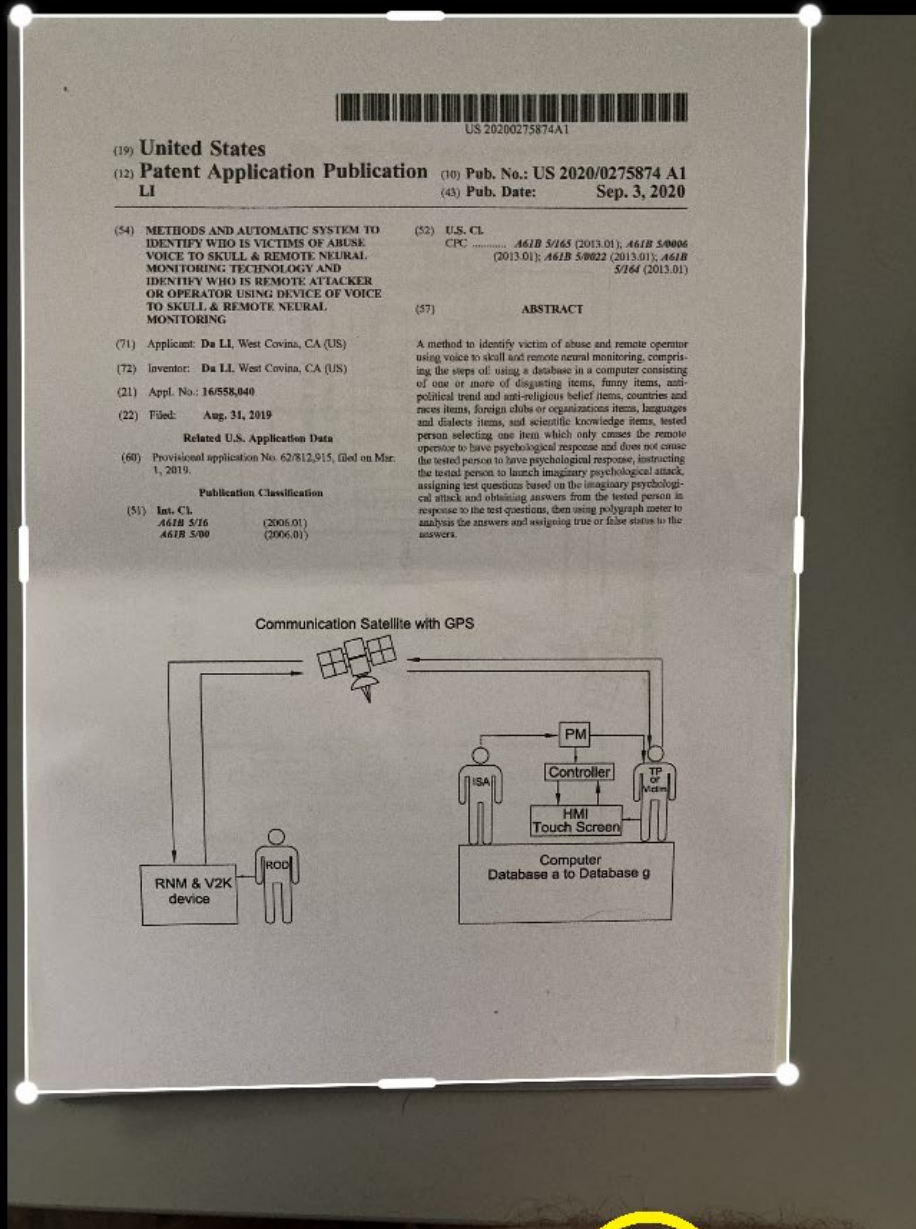 US 20200275874A1
(19) United States
(12) Patent Application Publication
LI
(10) Pub. No.: US 2020/0275874 A1
(43) Pub. Date: Sep. 3, 2020
(54) METHODS AND AUTOMATIC SYSTEM TO
IDENTIFY WHO IS VICTIMS OF ABUSE
VOICE TO SKULL & REMOTE NEURAL
MONITORING TECHNOLOGY AND
IDENTIFY WHO IS REMOTE ATTACKER
OR OPERATOR USING DEVICE OF VOICE
TO SKULL & REMOTE NEURAL
MONITORING
(71) Applicant: Da LI, West Covina, CA (US)
(72) Inventor: Da LI, West Covina, CA (US)
(21) Appl. No.: 16/558,040
(22) Filed: Aug. 31, 2019
Related U.S. Application Data
(60) Provisional application No. 62/812,915, filed on Mar.
1, 2019.
Publication Classification
(51) Int. Cl.
A61B 5/16 (2006.01)
A61B 5/00 (2006.01)
(52) U.S. Cl.
CPC ........... A61B 5/165 (2013.01); A61B 5/0006
(2013.01); A61B 5/0022 (2013.01); A61B
5/164 (2013.01)
(57) ABSTRACT
A method to identify victim of abuse and remote operator
using voice to skull and remote neural monitoring, compris-
ing the steps of: using a database in a computer consisting
of one or more of disgusting items, funny items, anti-
political trend and anti-religious belief items, countries and
races items, foreign clubs or organizations items, languages
and dialects items, and scientific knowledge items, tested
person selecting one item which only causes the remote
operator to have psychological response and does not cause
the tested person to have psychological response, instructing
the tested person to launch imaginary psychological attack,
assigning test questions based on the imaginary psychologi-
cal attack and obtaining answers from the tested person in
response to the test questions, then using polygraph meter to
analysis the answers and assigning true or false status to the
answers.
Communication Satellite with GPS
PM
ISA
Controller
TP
or
Victim
HMI
Touch Screen
Computer
Database a to Database g
ROD
RNM & V2K
device